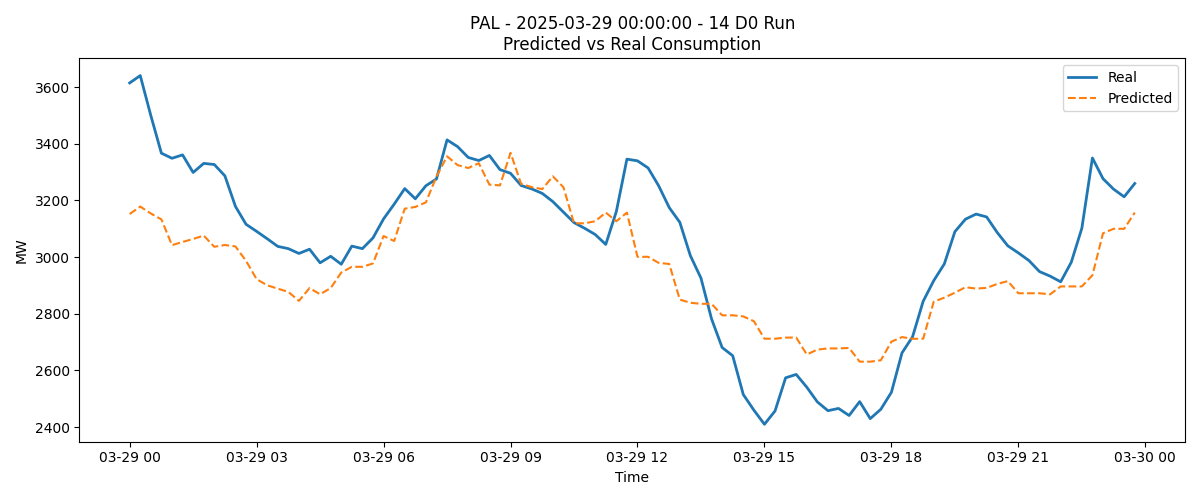 PAL - 2025-03-29 00:00:00 - 14 D0 Run
Predicted vs Real Consumption
Real
Predicted
MW
3600
3400
3200
3000
2800
2600
2400
03-29 00
03-29 03
03-29 06
03-29 09
03-29 12
03-29 15
03-29 18
03-29 21
03-30 00
Time